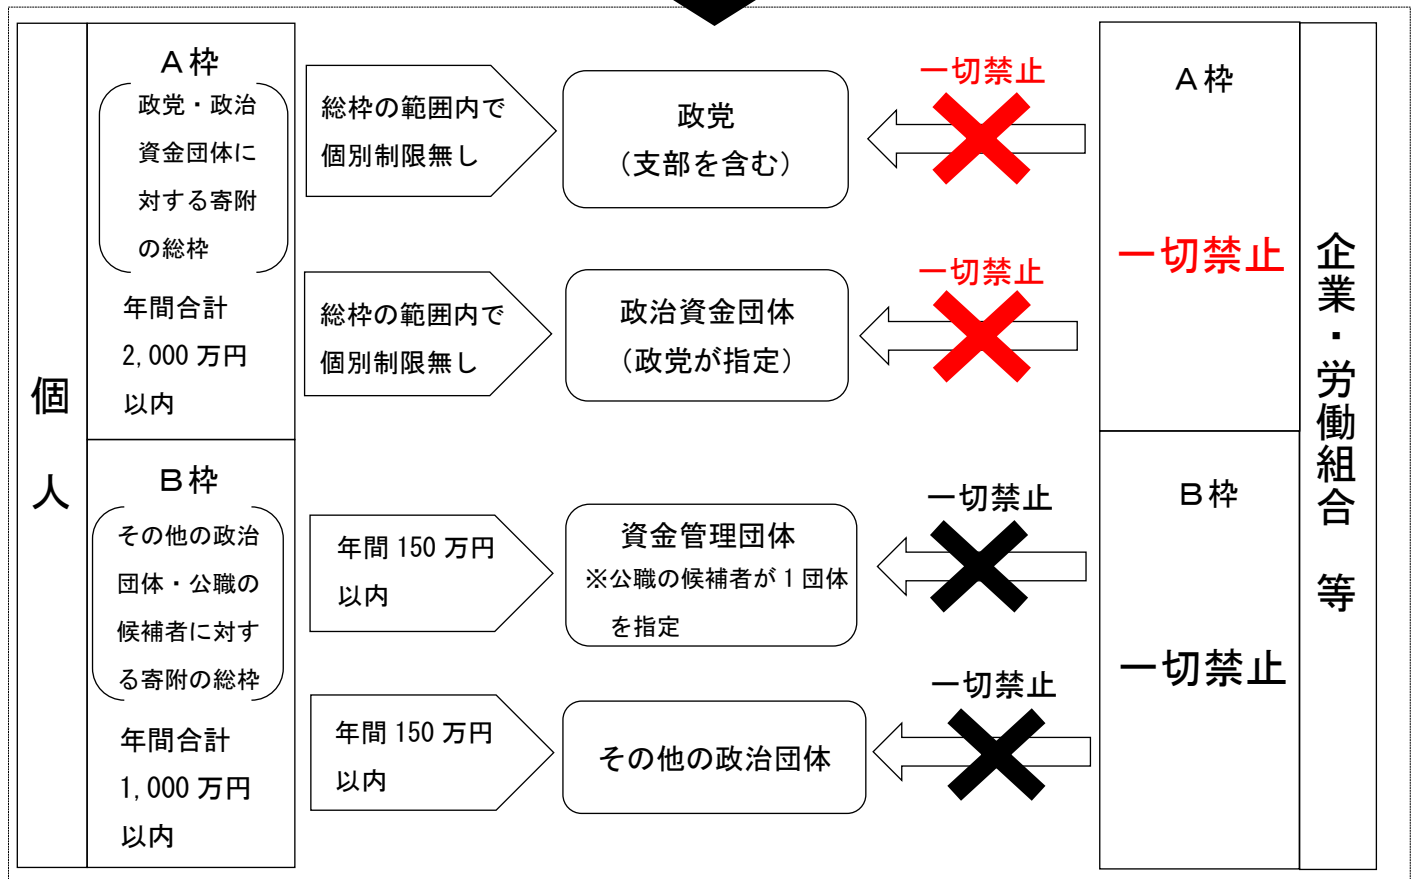 個人
A枠
政党・政治
資金団体に
対する寄附
の総枠
年間合計
2,000万円
以内
総枠の範囲内で
個別制限無し
政党
（支部を含む）
一切禁止
総枠の範囲内で
個別制限無し
政治資金団体
（政党が指定）
一切禁止
A枠
一切禁止
B枠
その他の政治
団体・公職の
候補者に対す
る寄附の総枠
年間合計
1,000万円
以内
年間150万円
以内
資金管理団体
※公職の候補者が1団体
を指定
一切禁止
年間150万円
以内
その他の政治団体
一切禁止
B枠
一切禁止
企業・労働組合　等